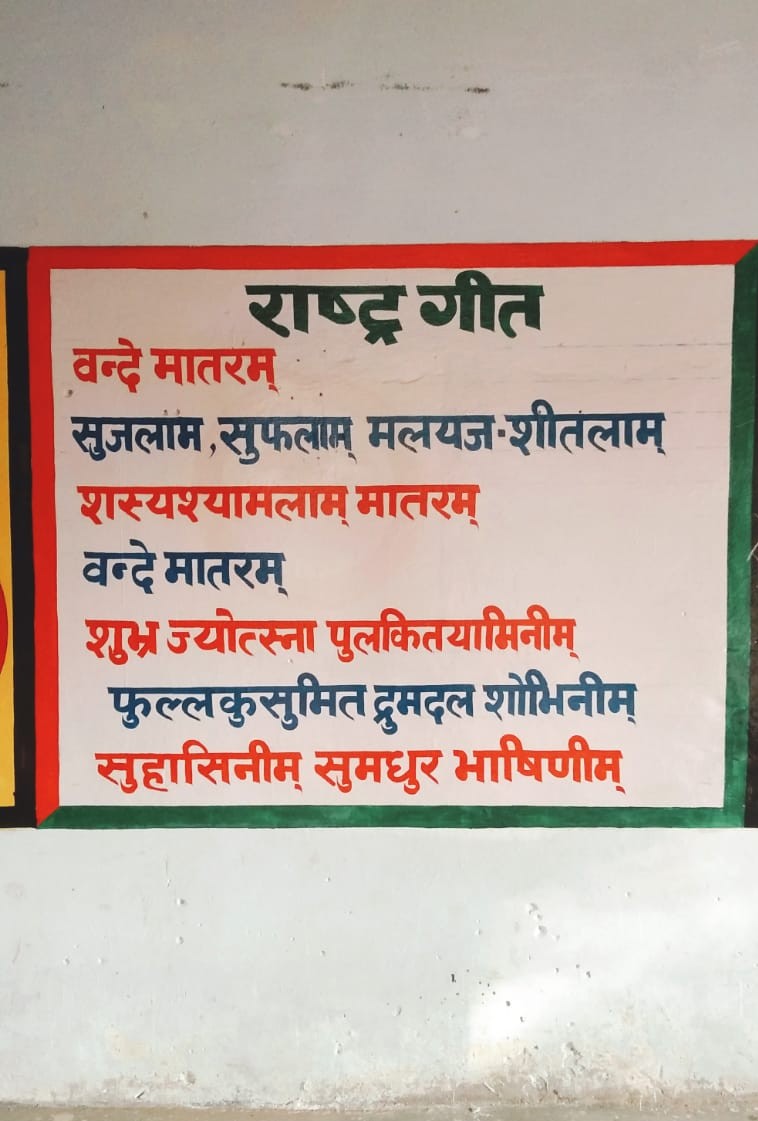 राष्ट्र गीत
वन्दे मातरम्
सुजलाम ,सुफलाम् मलयज-शीतलाम्
शस्यश्यामलाम् मातरम्
वन्दे मातरम्
शुभ्र ज्योत्स्ना पुलकितयामिनीम्
फुल्लकुसुमित द्रुमदल शोभिनीम्
सुहासिनीम् सुमधुर भाषिणीम्